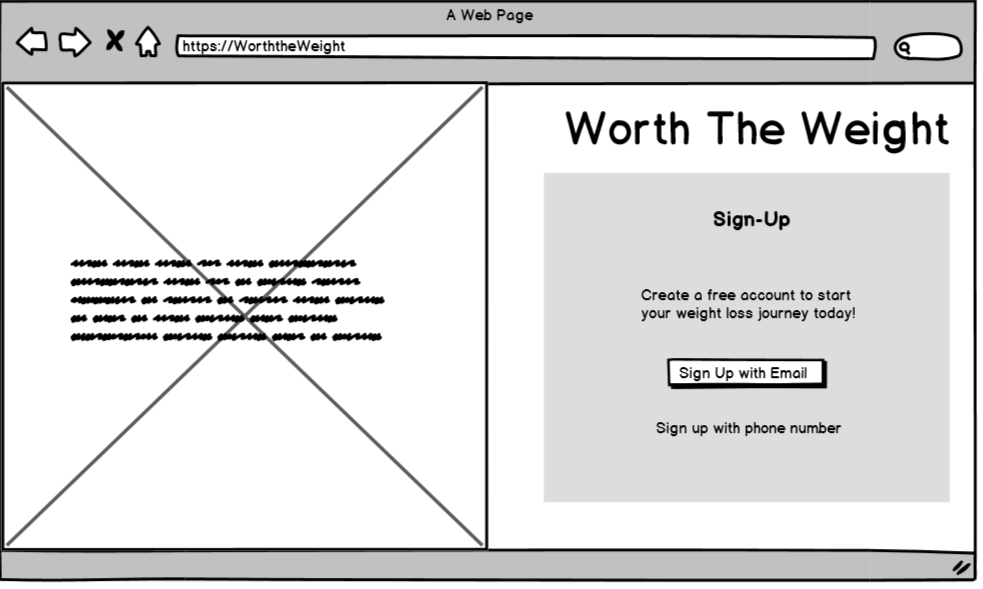 A Web Page
https://WorththeWeight
Worth The Weight
Sign-Up
Create a free account to start
your weight loss journey today!
Sign Up with Email
Sign up with phone number